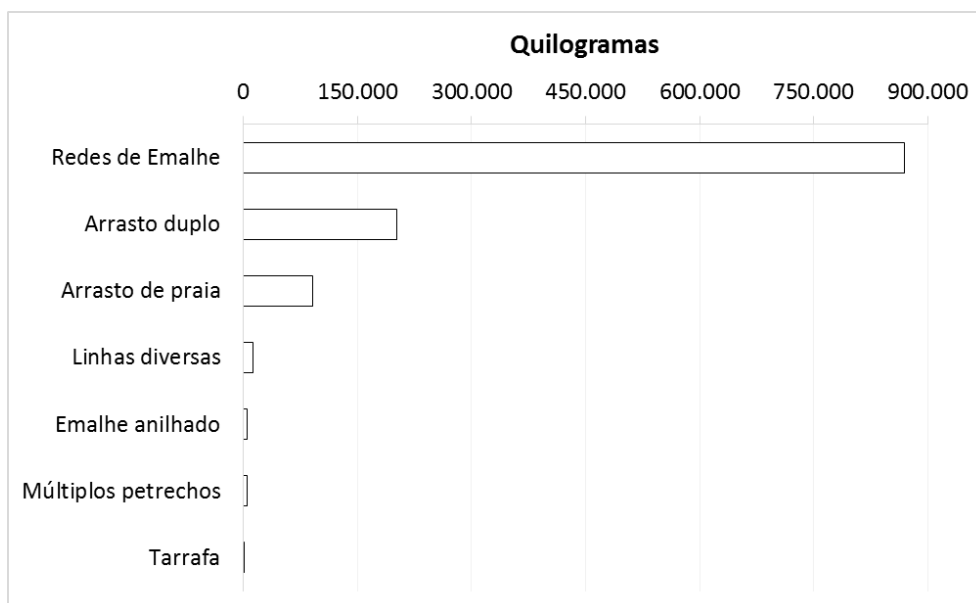 Quilogramas
0 150.000 300.000 450.000 600.000 750.000 900.000
Redes de Emalhe
Arrasto duplo
Arrasto de praia
Linhas diversas
Emalhe anilhado
Múltiplos petrechos
Tarrafa